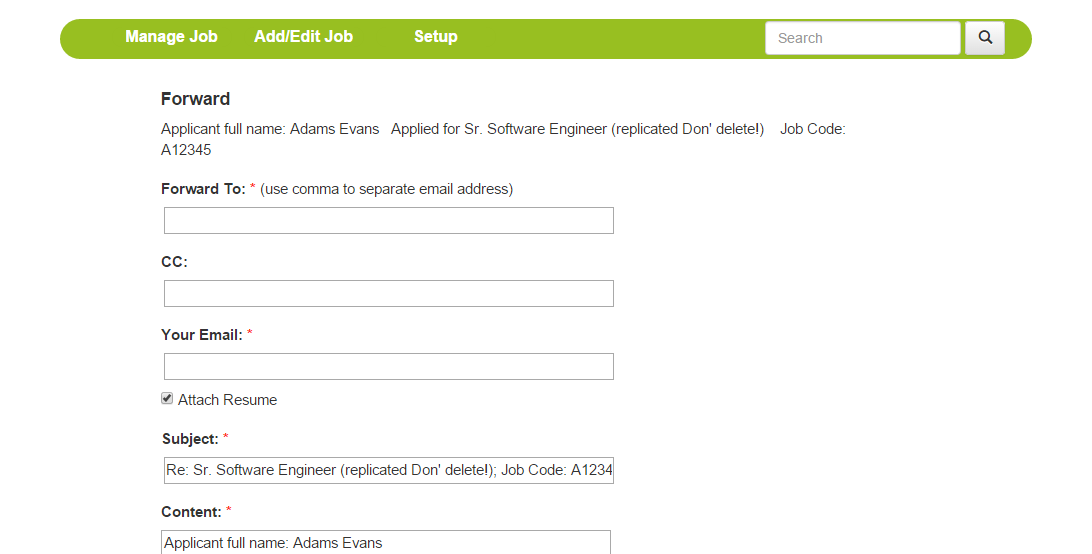 Manage Job Add/Edit Job Setup Search
Forward
Applicant full name: Adams Evans Applied for Sr. Software Engineer (replicated Don' delete!) Job Code:
A12345
Forward To: * (use comma to separate email address)
CC:
Your Email: *
Attach Resume
Subject: *
Re: Sr. Software Engineer (replicated Don' delete!); Job Code: A1234
Content: *
Applicant full name: Adams Evans